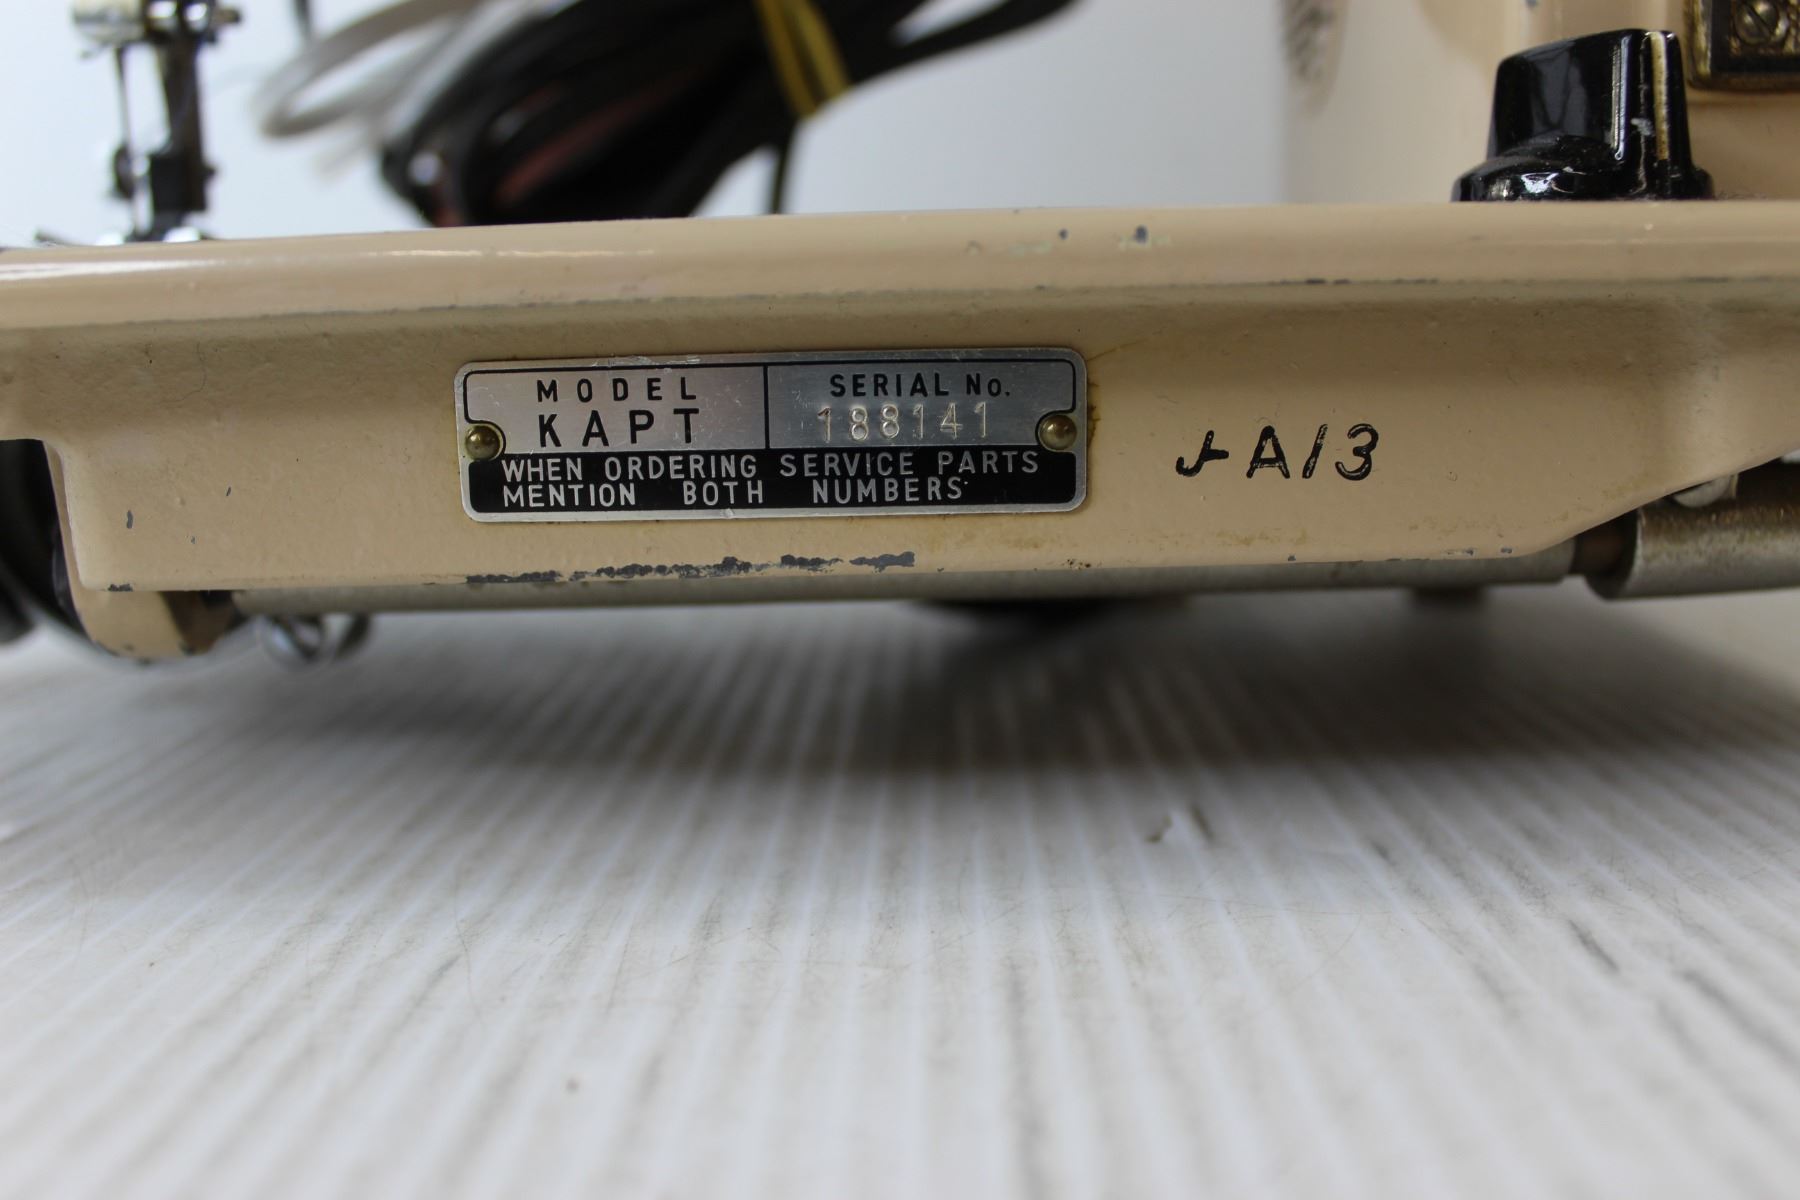 MODEL
KAPT
SERIAL No.
188141
WHEN ORDERING SERVICE PARTS
MENTION BOTH NUMBERS
A13